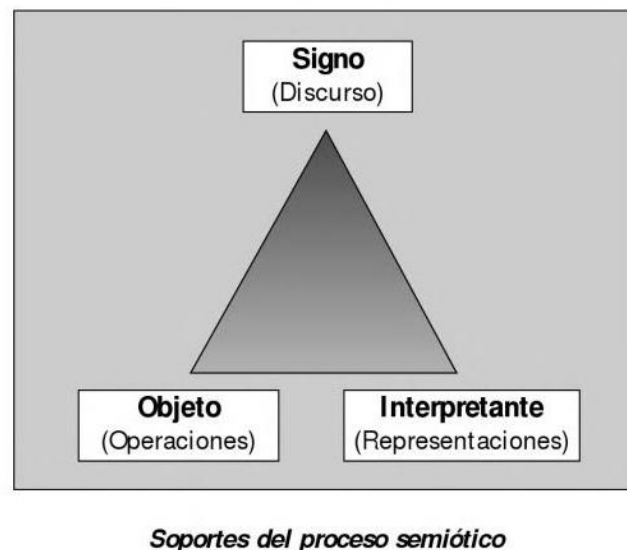 Signo
(Discurso)
Objeto
(Operaciones)
Interpretante
(Representaciones)
Soportes del proceso semiótico